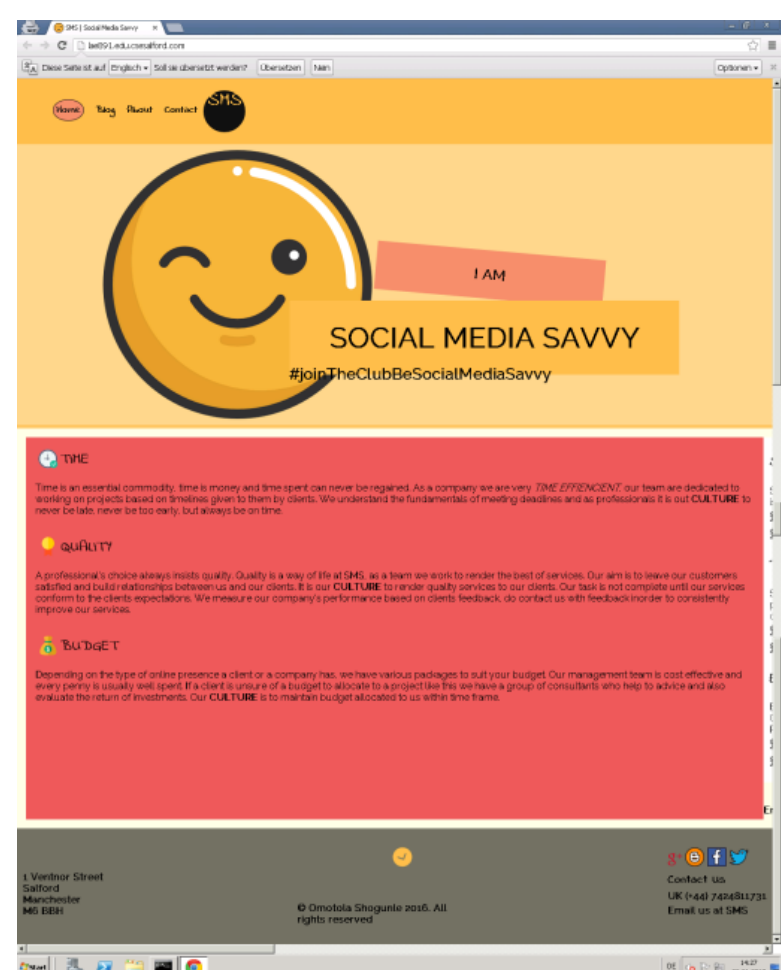 SMS | Social Media Savvy
lae091.edu.csesalford.com
Diese Seite ist auf Englisch Soll sie übersetzt werden? Übersetzen Nein Optionen
Home Blog About Contact SMS
I AM
SOCIAL MEDIA SAVVY
#joinTheClubBeSocialMediaSavvy
TIME
Time is an essential commodity, time is money and time spent can never be regained. As a company we are very TIME EFFIENCIENT, our team are dedicated to
working on projects based on timelines given to them by clients. We understand the fundamentals of meeting deadlines and as professionals it is out CULTURE to
never be late, never be too early, but always be on time.
QUALITY
A professional's choice always insists quality. Quality is a way of life at SMS, as a team we work to render the best of services. Our aim is to leave our customers
satisfied and build relationships between us and our clients. It is our CULTURE to render quality services to our clients. Our task is not complete until our services
conform to the clients expectations. We measure our company's performance based on clients feedback, do contact us with feedback inorder to consistently
improve our services.
BUDGET
Depending on the type of online presence a client or a company has, we have various packages to suit your budget. Our management team is cost effective and
every penny is usually well spent. If a client is unsure of a budget to allocate to a project like this we have a group of consultants who help to advice and also
evaluate the return of investments. Our CULTURE is to maintain budget allocated to us within time frame.
1 Ventnor Street
Salford
Manchester
M6 BBH
© Omotola Shogunle 2016. All
rights reserved
Contact us
UK (+44) 7424811731
Email us at SMS
Start
DE
14:27